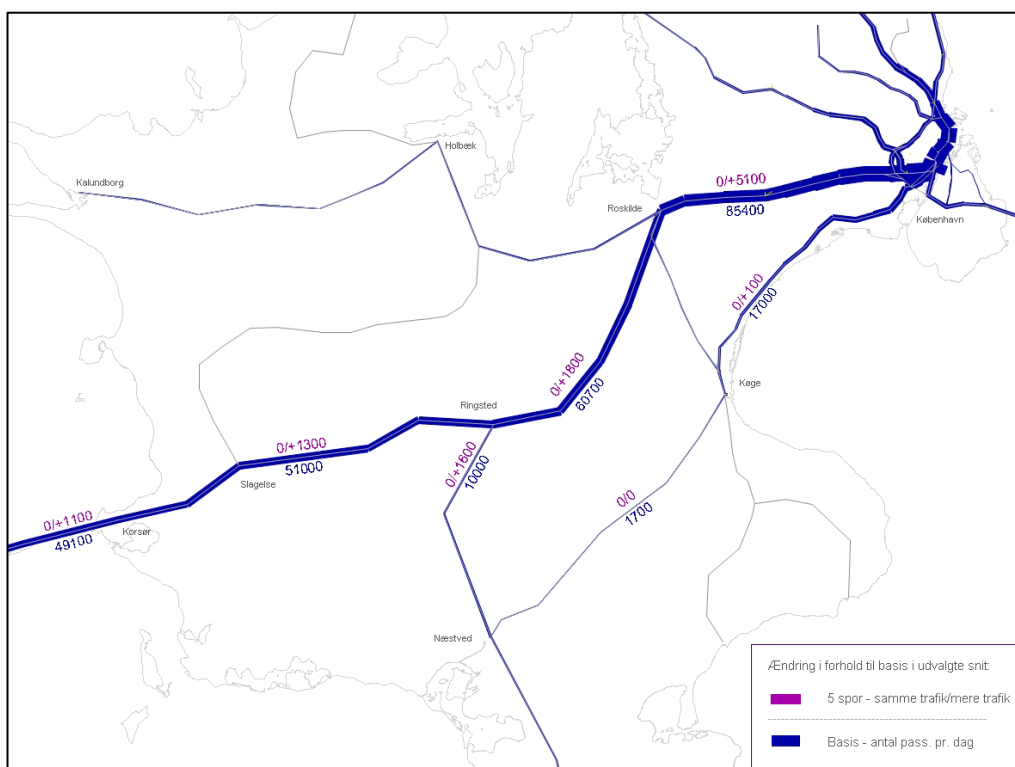 Holbæk
Kalundborg
0/+5100
Roskilde
85400
København
0/+100
17000
0/+1800
60700
Køge
Ringsted
0/+1300
51000
0/+1600
10000
Slagelse
0/0
1700
0/+1100
49100
Korsør
Næstved
Ændring i forhold til basis i udvalgte snit:
5 spor - samme trafik/mere trafik
Basis - antal pass. pr. dag